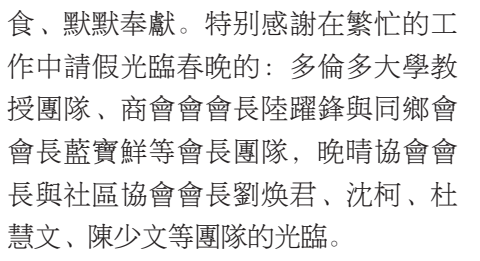 食、默默奉獻。特别感謝在繁忙的工
作中請假光臨春晚的：多倫多大學教
授團隊、商會會會長陸躍鋒與同鄉會
會長藍寶鮮等會長團隊，晚晴協會會
長與社區協會會長劉焕君、沈柯、杜
慧文、陳少文等團隊的光臨。